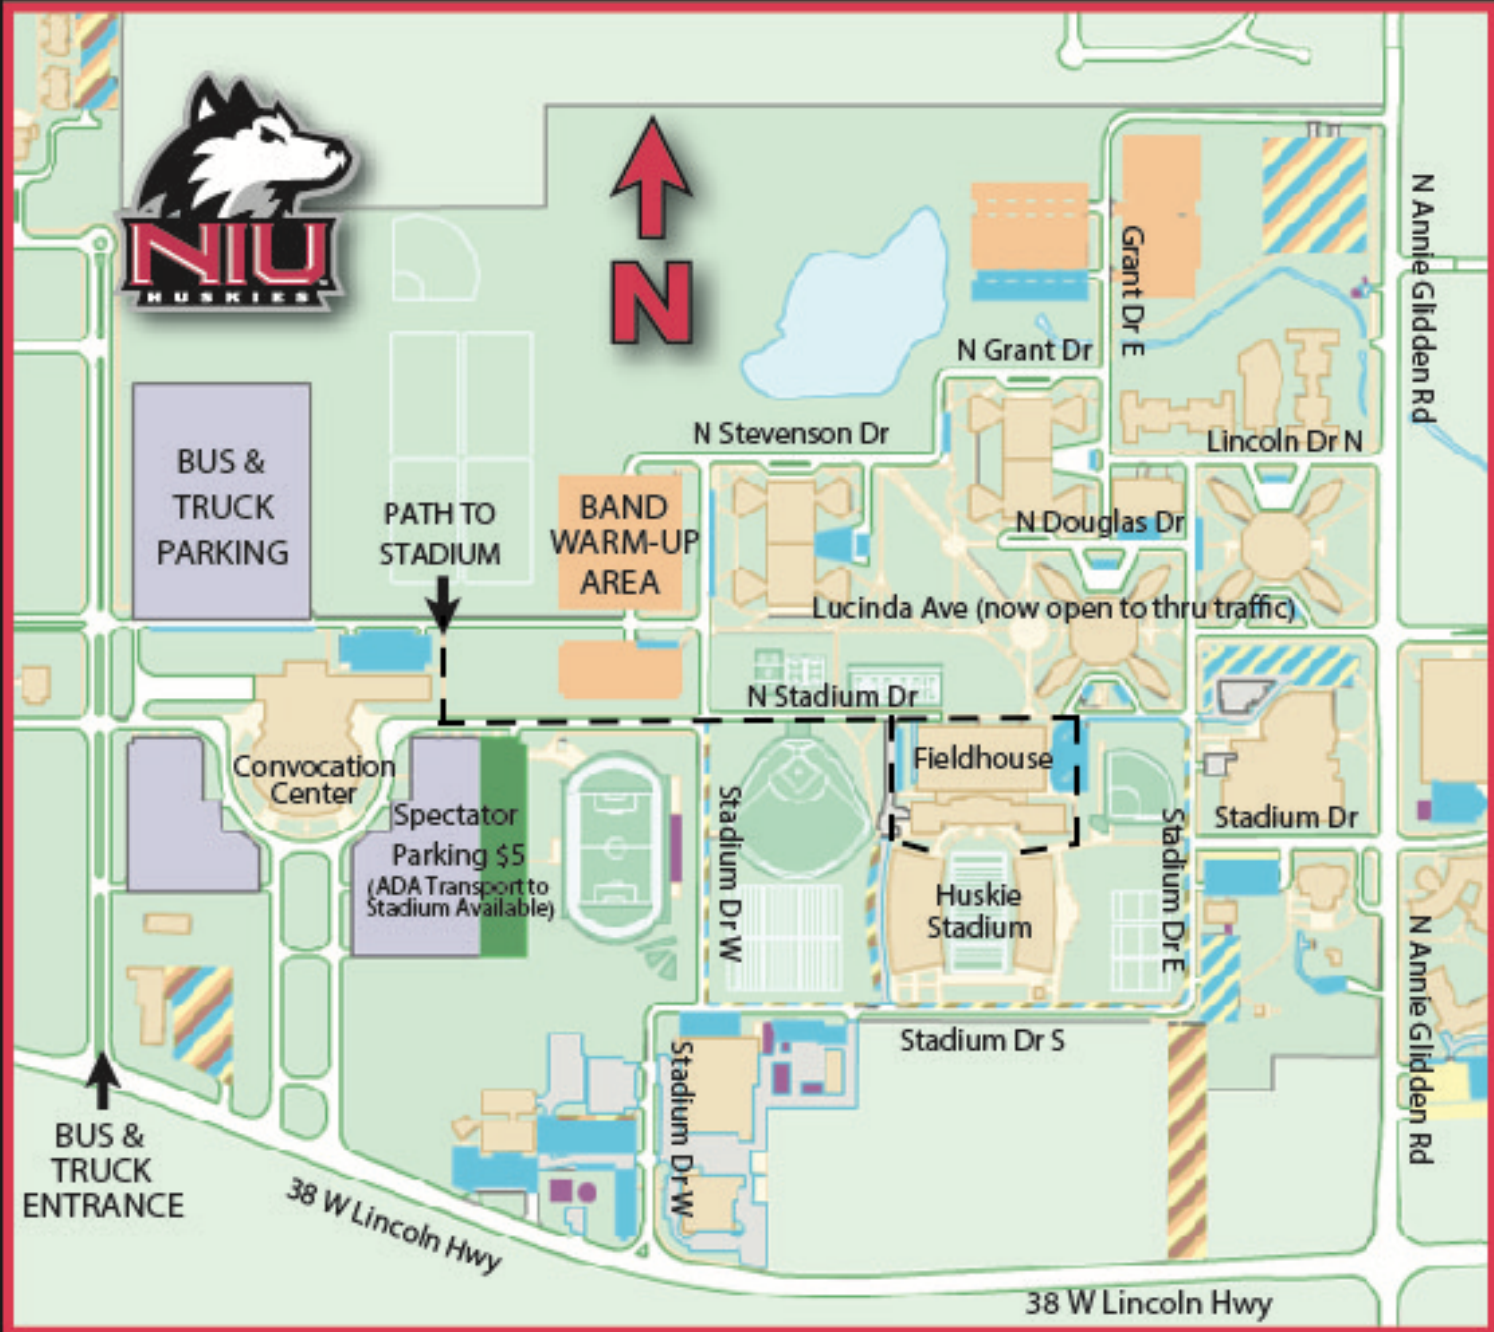 NIU
HUSKIES
N
N Annie Glidden Rd
Grant Dr E
N Grant Dr
N Stevenson Dr
Lincoln Dr N
BUS &
TRUCK
PARKING
PATH TO
STADIUM
BAND
WARM-UP
AREA
N Douglas Dr
Lucinda Ave (now open to thru traffic)
N Stadium Dr
Convocation
Center
Fieldhouse
Spectator
Parking $5
(ADA Transport to
Stadium Available)
Stadium Dr W
Stadium Dr E
Stadium Dr
Huskie
Stadium
N Annie Glidden Rd
Stadium Dr S
Stadium Dr W
BUS &
TRUCK
ENTRANCE
38 W Lincoln Hwy
38 W Lincoln Hwy